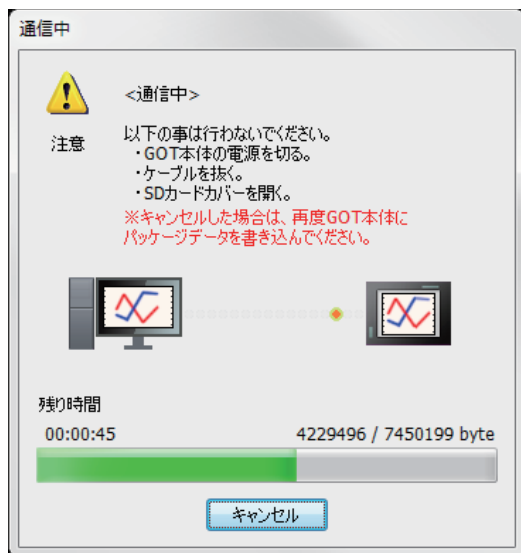 通信中
<通信中>
注意
以下の事は行わないでください。
・GOT本体の電源を切る。
・ケーブルを抜く。
・SDカードカバーを開く。
※キャンセルした場合は、再度GOT本体に
パッケージデータを書き込んでください。
残り時間
00:00:45 4229496 / 7450199 byte
キャンセル